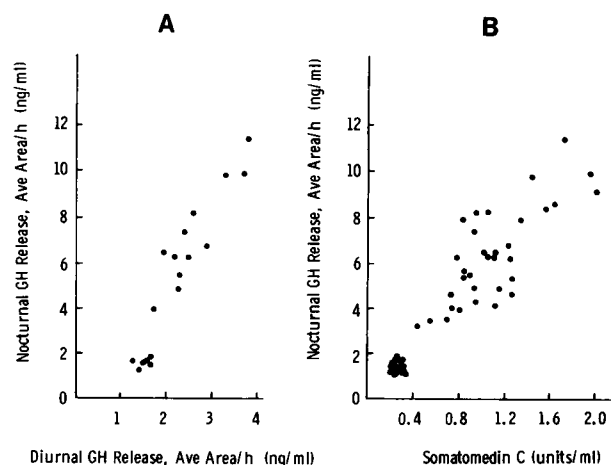 A
B
Nocturnal GH Release, Ave Area/h (ng/ml)
12
10
8
6
4
2
0
1 2 3 4
Diurnal GH Release, Ave Area/h (ng/ml)
Nocturnal GH Release, Ave Area/h (ng/ml)
12
10
8
6
4
2
0
0.4 0.8 1.2 1.6 2.0
Somatomedin C (units/ml)